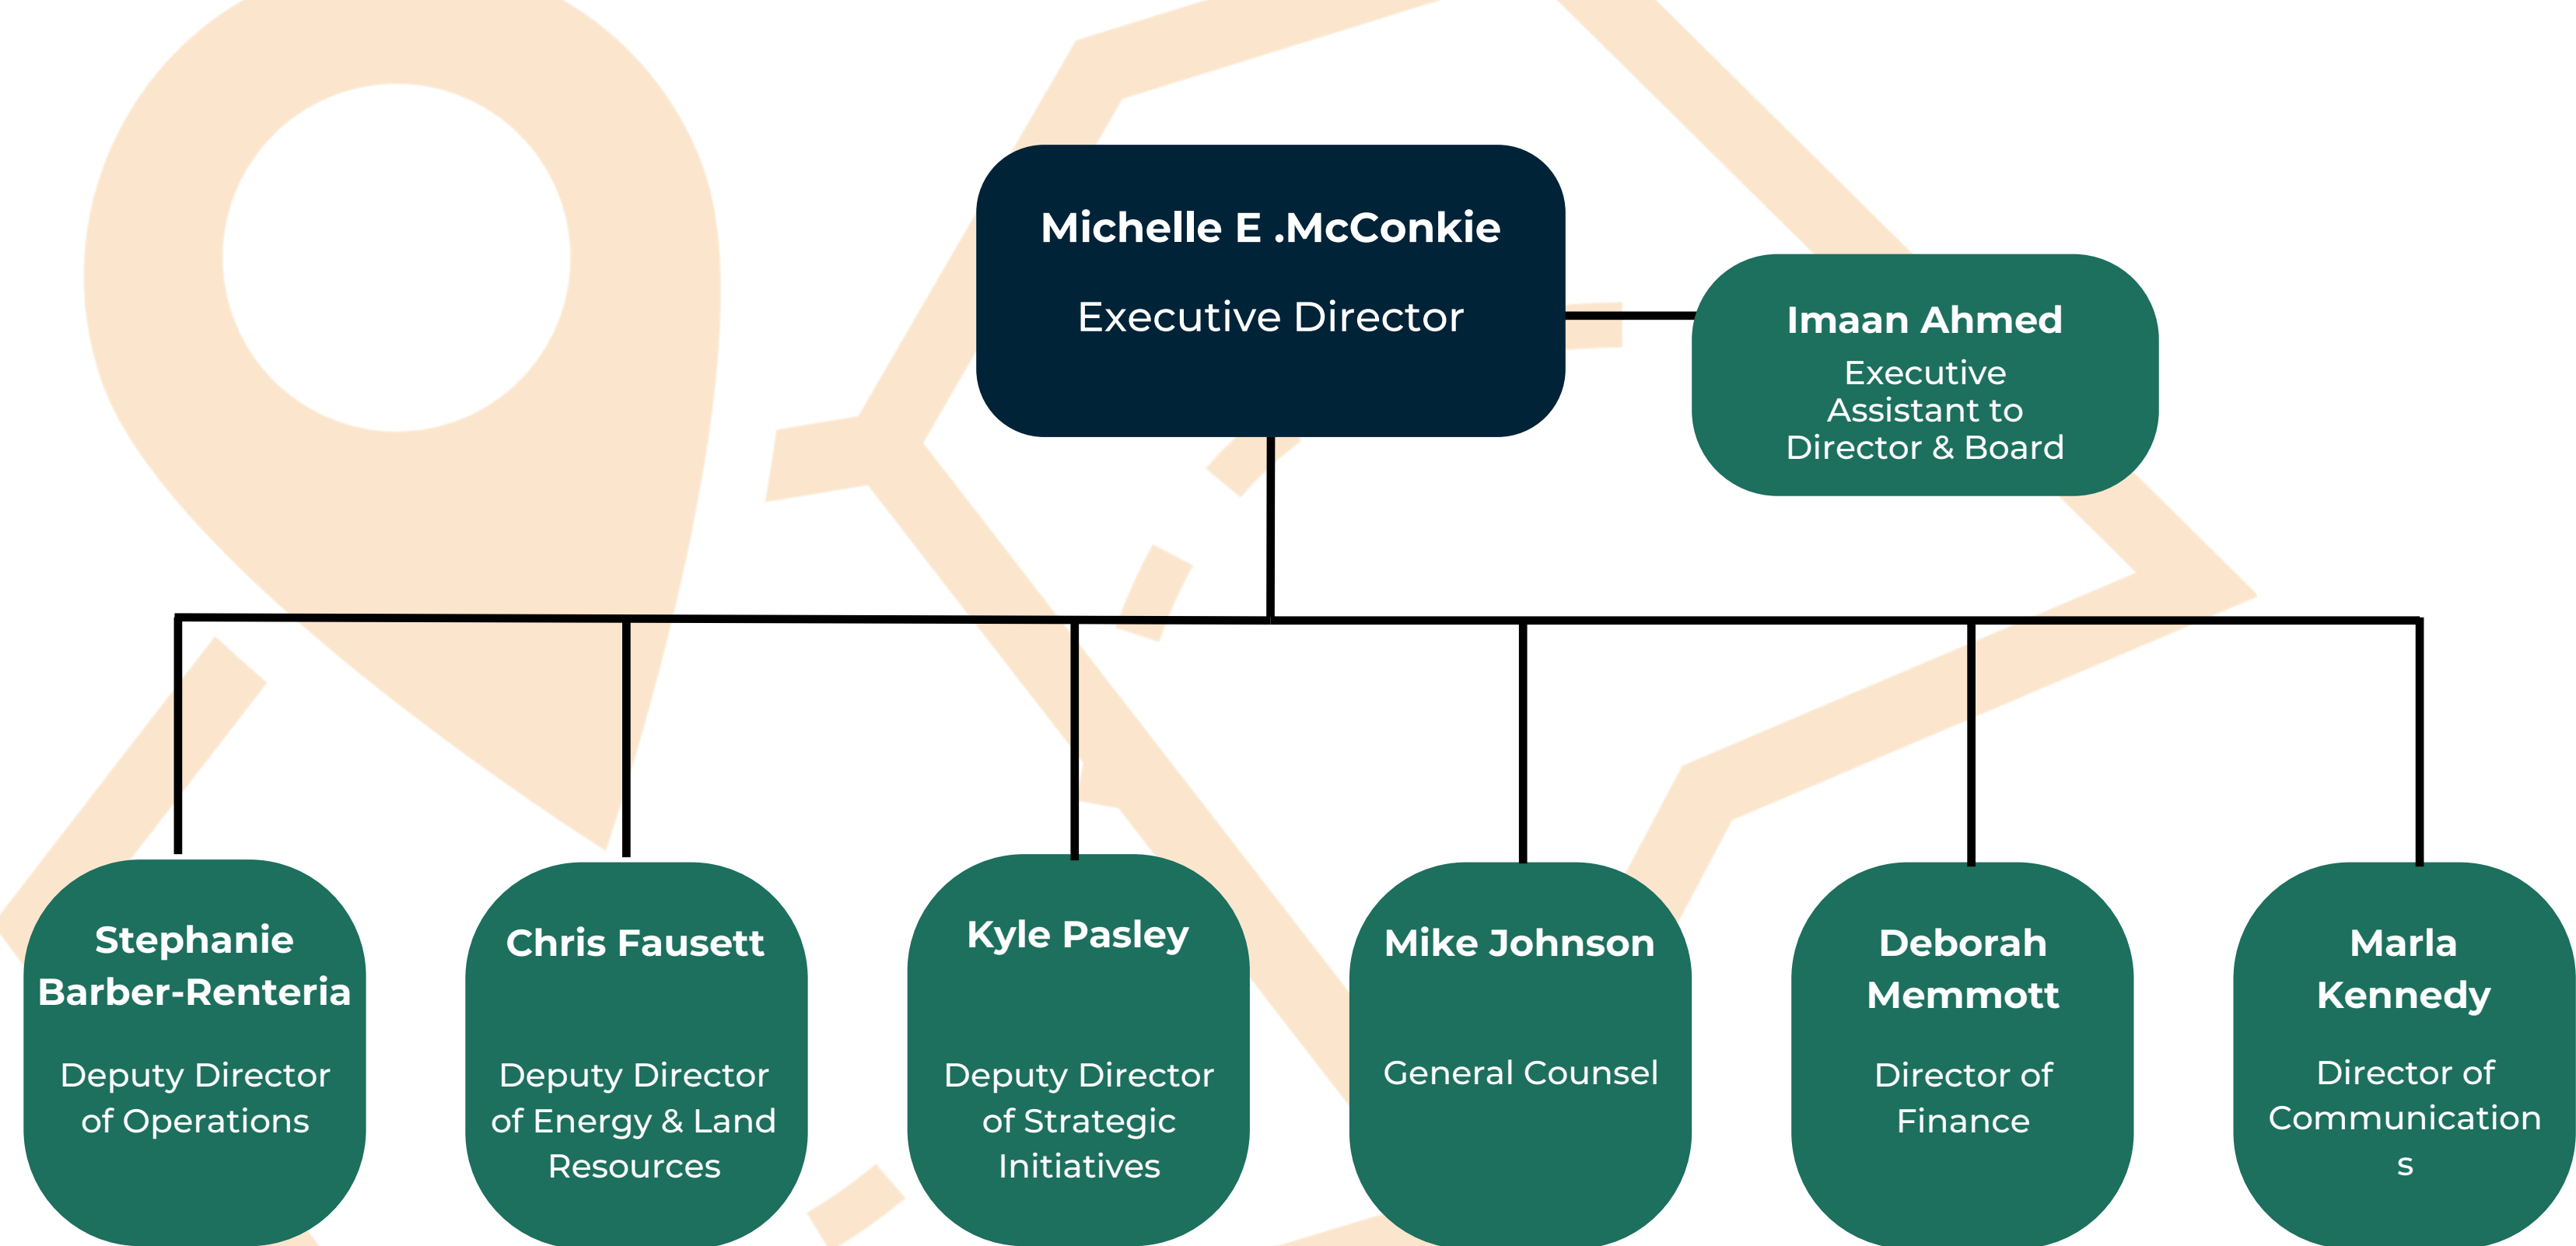 Michelle E .McConkie
Executive Director
Imaan Ahmed
Executive
Assistant to
Director & Board
Stephanie
Barber-Renteria
Deputy Director
of Operations
Chris Fausett
Deputy Director
of Energy & Land
Resources
Kyle Pasley
Deputy Director
of Strategic
Initiatives
Mike Johnson
General Counsel
Deborah
Memmott
Director of
Finance
Marla
Kennedy
Director of
Communication
s